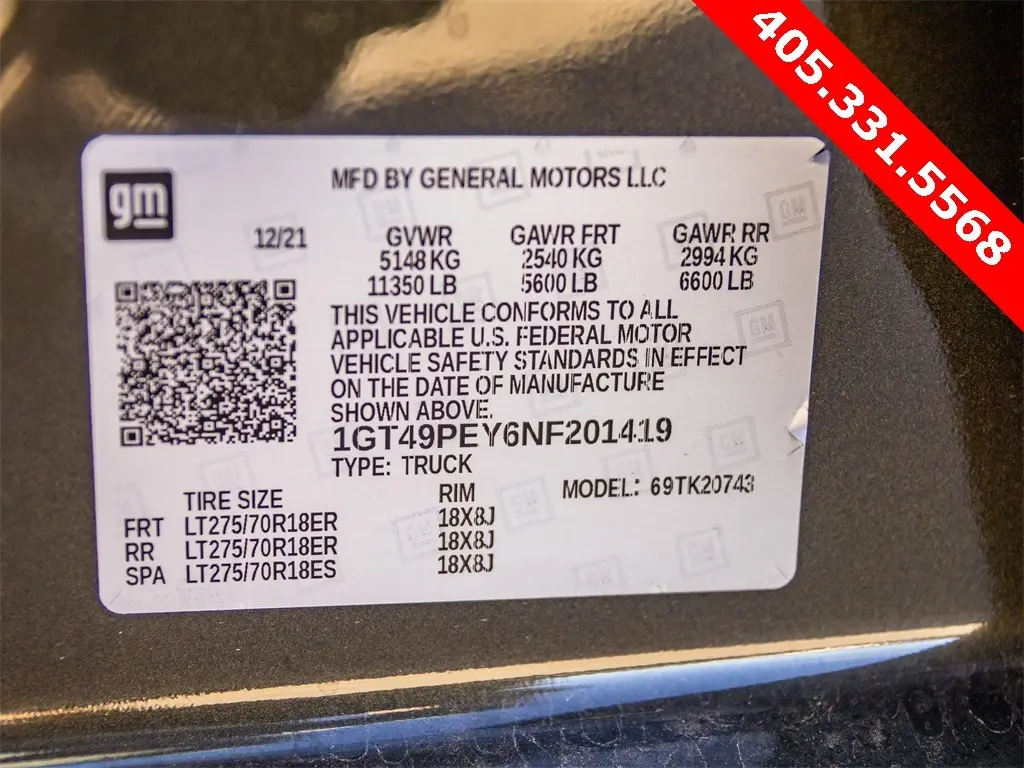 405.331.5568
gm
MFD BY GENERAL MOTORS LLC
12/21 GVWR GAWR FRT GAWR RR
5148 KG 2540 KG 2994 KG
11350 LB 5600 LB 6600 LB
THIS VEHICLE CONFORMS TO ALL
APPLICABLE U.S. FEDERAL MOTOR
VEHICLE SAFETY STANDARDS IN EFFECT
ON THE DATE OF MANUFACTURE
SHOWN ABOVE.
1GT49PEY6NF201419
TYPE: TRUCK
TIRE SIZE RIM MODEL: 69TK20743
FRT LT275/70R18ER 18X8J
RR LT275/70R18ER 18X8J
SPA LT275/70R18ES 18X8J